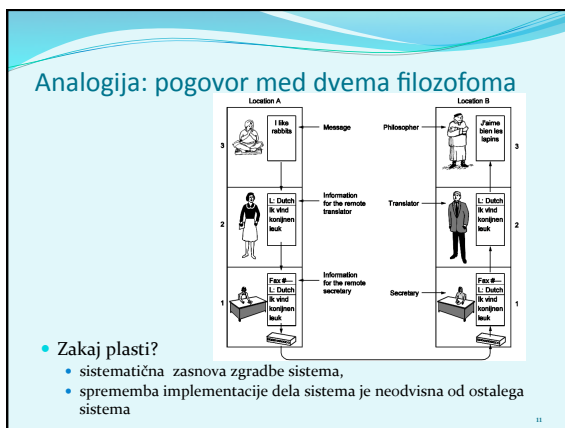 Analogija: pogovor med dvema filozofoma
Location A
Location B
3
I like
rabbits
Message
Philosopher
J'aime
bien les
lapins
3
2
L: Dutch
Ik vind
konijnen
leuk
Information
for the remote
translator
Translator
L: Dutch
Ik vind
konijnen
leuk
2
1
Fax #---
L: Dutch
Ik vind
konijnen
leuk
Information
for the remote
secretary
Secretary
Fax #---
L: Dutch
Ik vind
konijnen
leuk
1
• Zakaj plasti?
• sistematična zasnova zgradbe sistema,
• sprememba implementacije dela sistema je neodvisna od ostalega
sistema
11